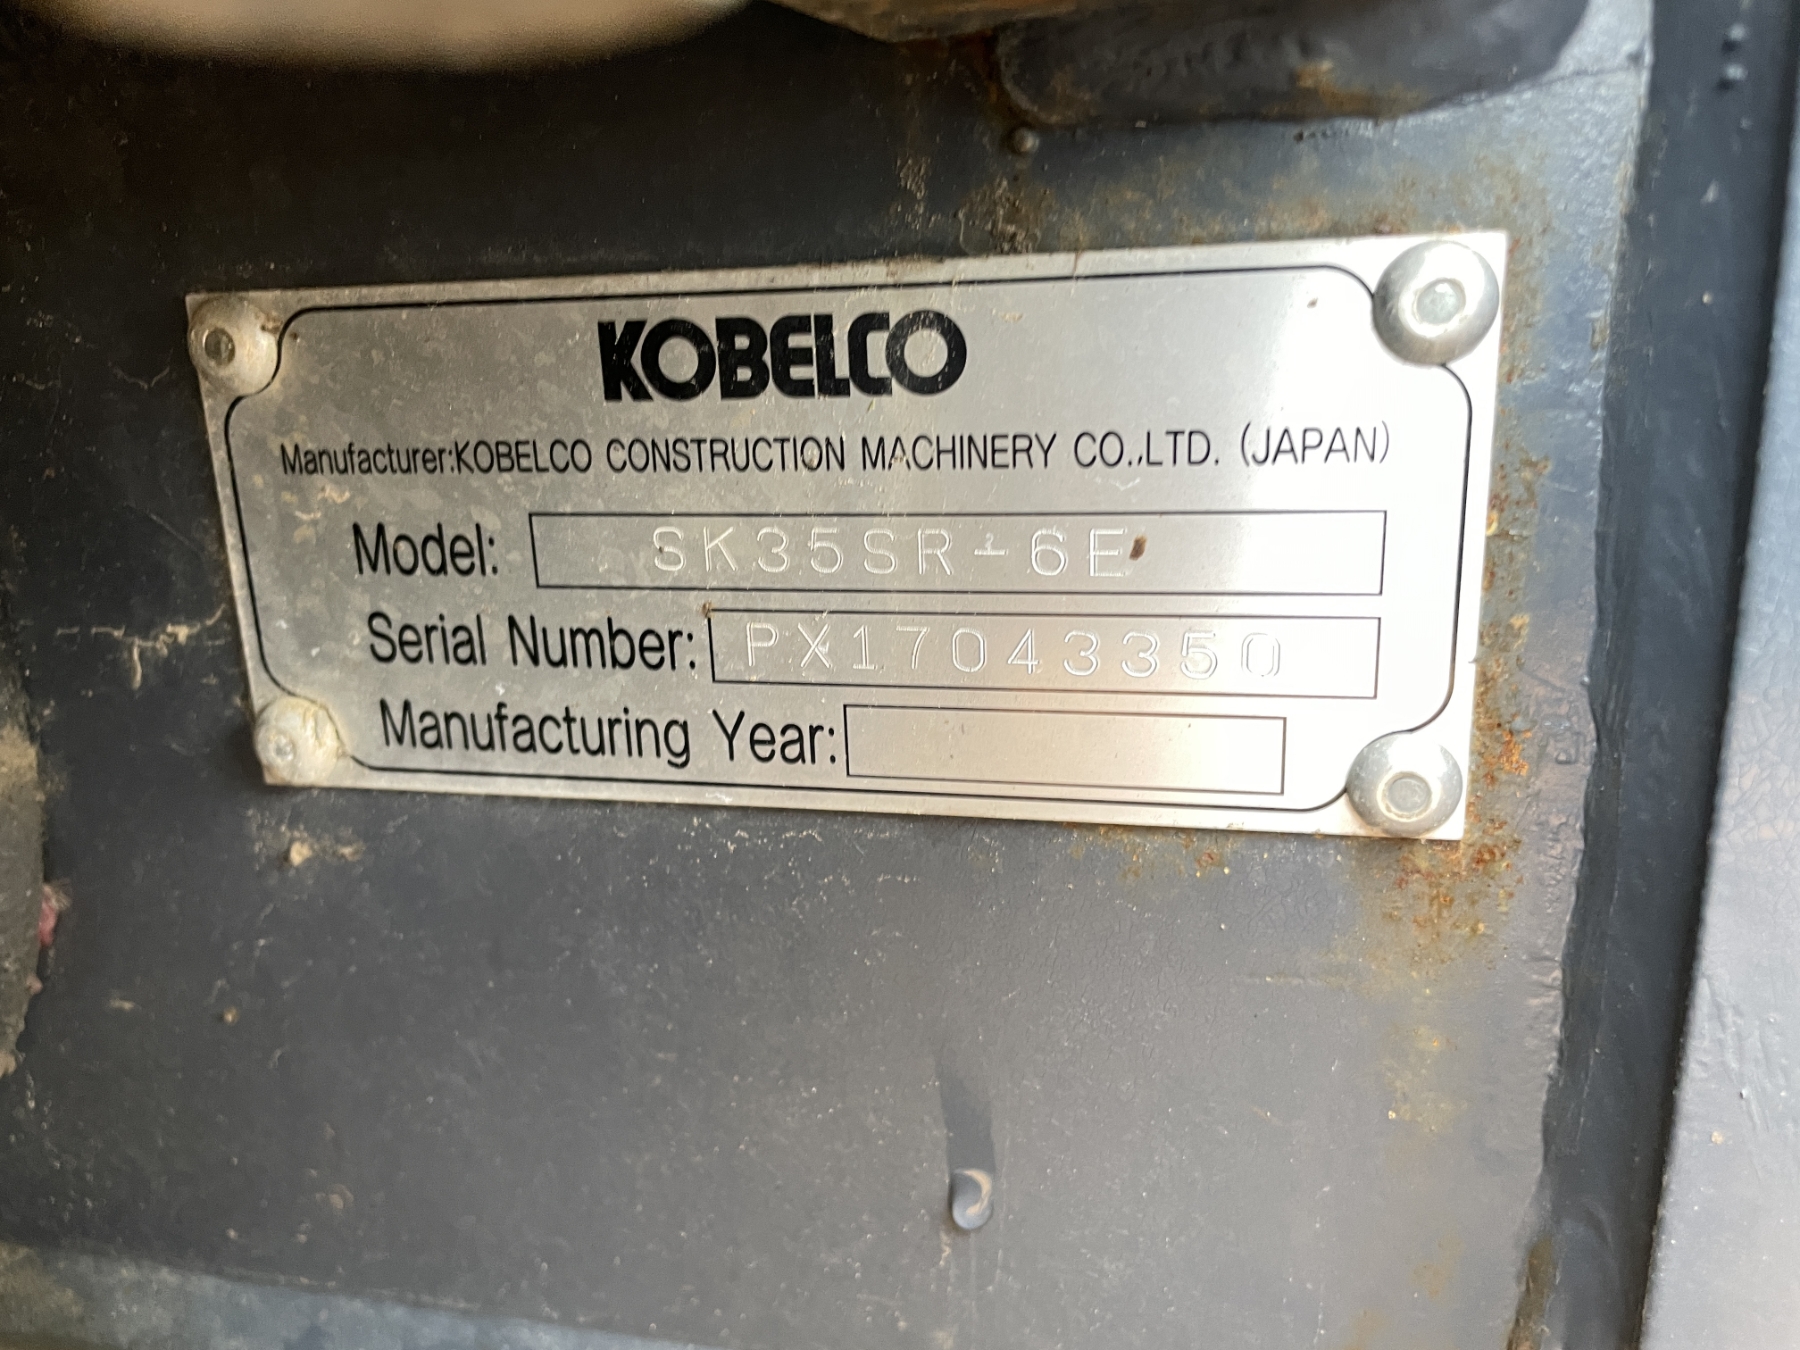 KOBELCO
Manufacturer:KOBELCO CONSTRUCTION MACHINERY CO.,LTD. (JAPAN)
Model: SK35SR-6E
Serial Number: PX17043350
Manufacturing Year: